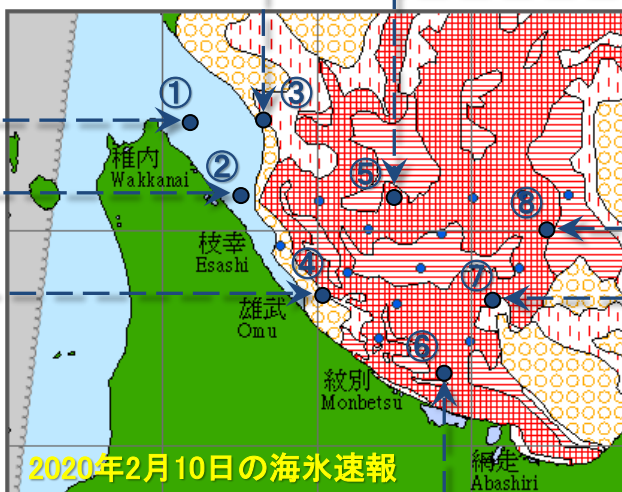 ①
③
稚内
Wakkanai
②
⑤
⑧
枝幸
Esashi
④
⑦
雄武
Omu
⑥
紋別
Monbetsu
網走
Abashiri
2020年2月10日の海氷速報